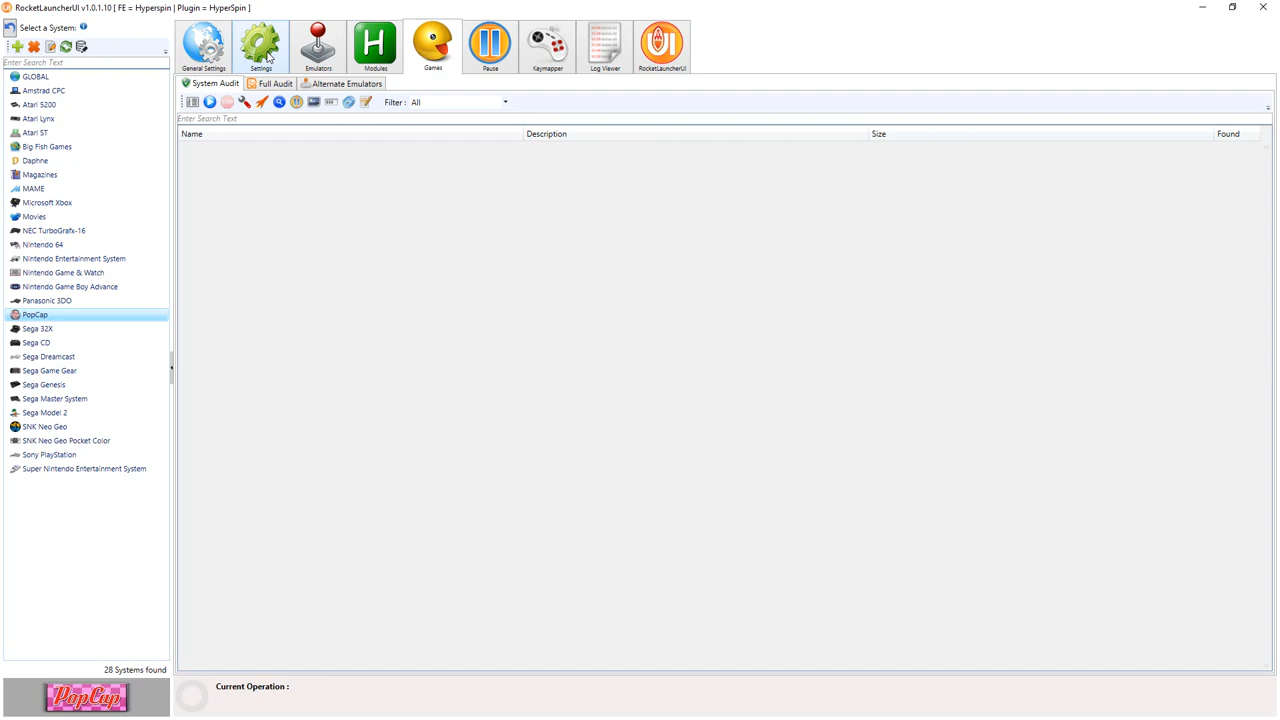 RocketLauncherUI v1.0.1.10 [ FE = Hyperspin | Plugin = HyperSpin ]
Select a System:
Enter Search Text
GLOBAL
Amstrad CPC
Atari 5200
Atari Lynx
Atari ST
Big Fish Games
Daphne
Magazines
MAME
Microsoft Xbox
Movies
NEC TurboGrafx-16
Nintendo 64
Nintendo Entertainment System
Nintendo Game & Watch
Nintendo Game Boy Advance
Panasonic 3DO
PopCap
Sega 32X
Sega CD
Sega Dreamcast
Sega Game Gear
Sega Genesis
Sega Master System
Sega Model 2
SNK Neo Geo
SNK Neo Geo Pocket Color
Sony PlayStation
Super Nintendo Entertainment System
28 Systems found
PopCap
General Settings
Settings
Emulators
Modules
Games
Pause
Keymapper
Log Viewer
RocketLauncherUI
System Audit
Full Audit
Alternate Emulators
Filter : All
Enter Search Text
Name Description Size Found
Current Operation :